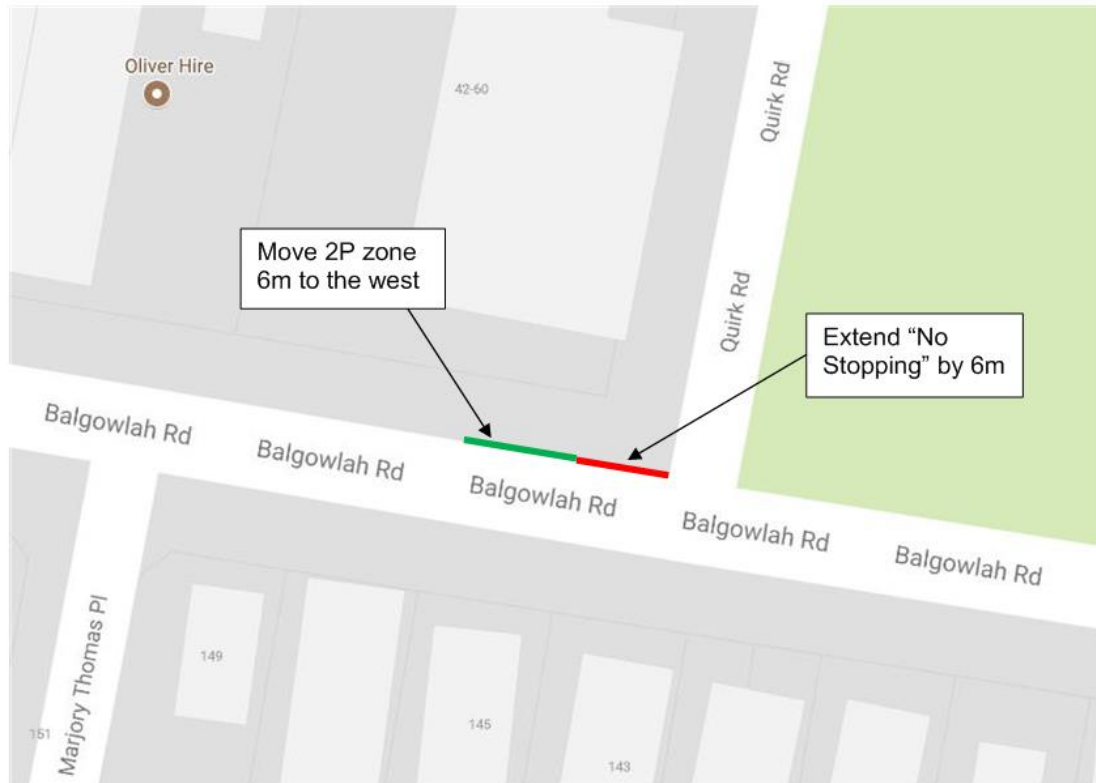 Oliver Hire
42-60
Quirk Rd
Move 2P zone
6m to the west
Quirk Rd
Extend “No
Stopping” by 6m
Balgowlah Rd
Balgowlah Rd
Balgowlah Rd
Balgowlah Rd
Balgowlah Rd
Marjory Thomas Pl
149
151
145
143